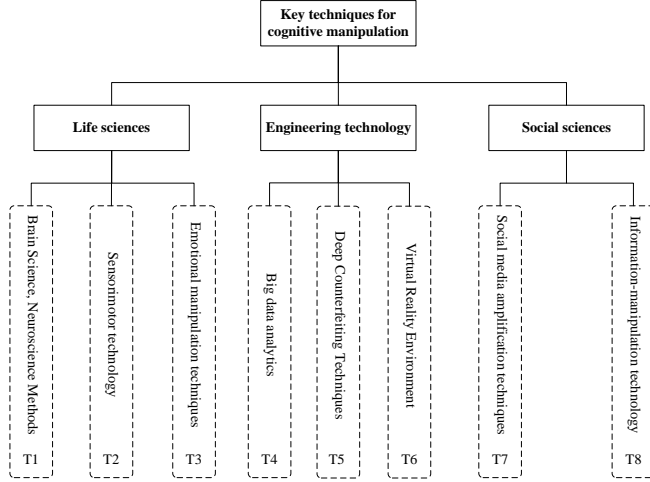 Key techniques for
cognitive manipulation
Life sciences
Engineering technology
Social sciences
Brain Science, Neuroscience Methods
T1
Sensorimotor technology
T2
Emotional manipulation techniques
T3
Big data analytics
T4
Deep Counterfeiting Techniques
T5
Virtual Reality Environment
T6
Social media amplification techniques
T7
Information-manipulation technology
T8